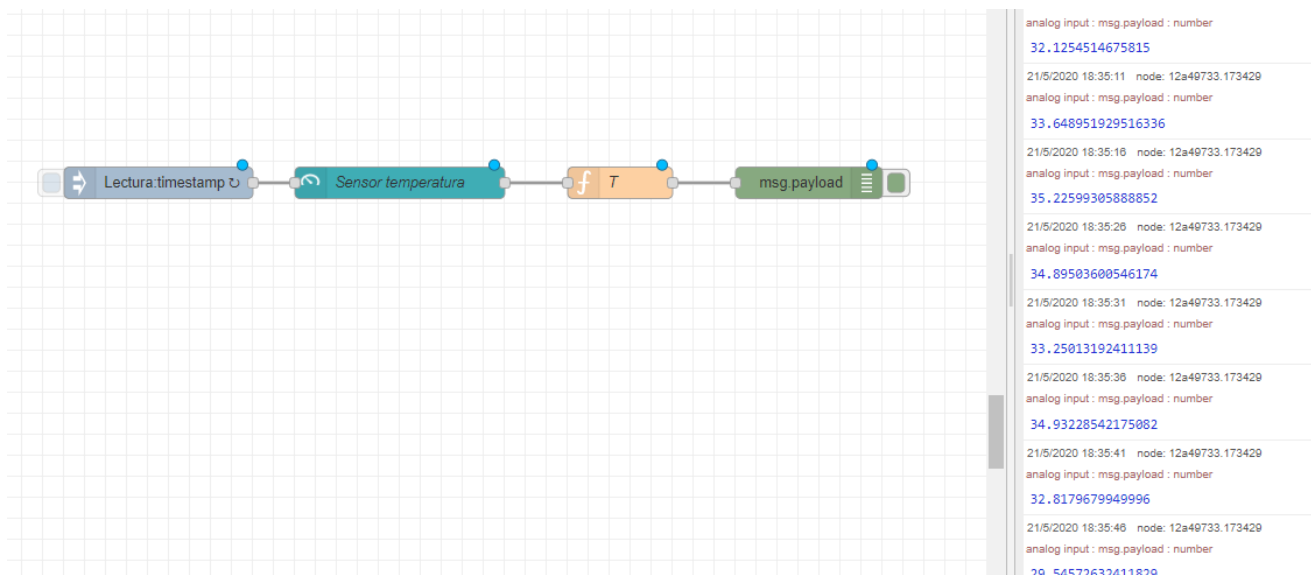 Lectura:timestamp ↻
Sensor temperatura
f T
msg.payload
analog input : msg.payload : number
32.1254514675815
21/5/2020 18:35:11 node: 12a49733.173429
analog input : msg.payload : number
33.648951929516336
21/5/2020 18:35:16 node: 12a49733.173429
analog input : msg.payload : number
35.22599305888852
21/5/2020 18:35:26 node: 12a49733.173429
analog input : msg.payload : number
34.89503600546174
21/5/2020 18:35:31 node: 12a49733.173429
analog input : msg.payload : number
33.25013192411139
21/5/2020 18:35:36 node: 12a49733.173429
analog input : msg.payload : number
34.93228542175082
21/5/2020 18:35:41 node: 12a49733.173429
analog input : msg.payload : number
32.8179679949996
21/5/2020 18:35:46 node: 12a49733.173429
analog input : msg.payload : number
29.54572632411829